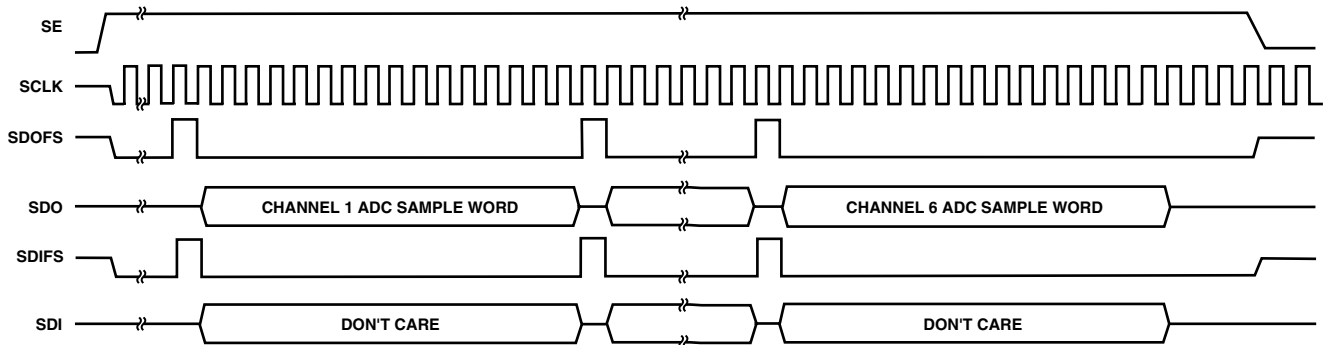 SE
SCLK
SDOFS
SDO
CHANNEL 1 ADC SAMPLE WORD
CHANNEL 6 ADC SAMPLE WORD
SDIFS
SDI
DON'T CARE
DON'T CARE